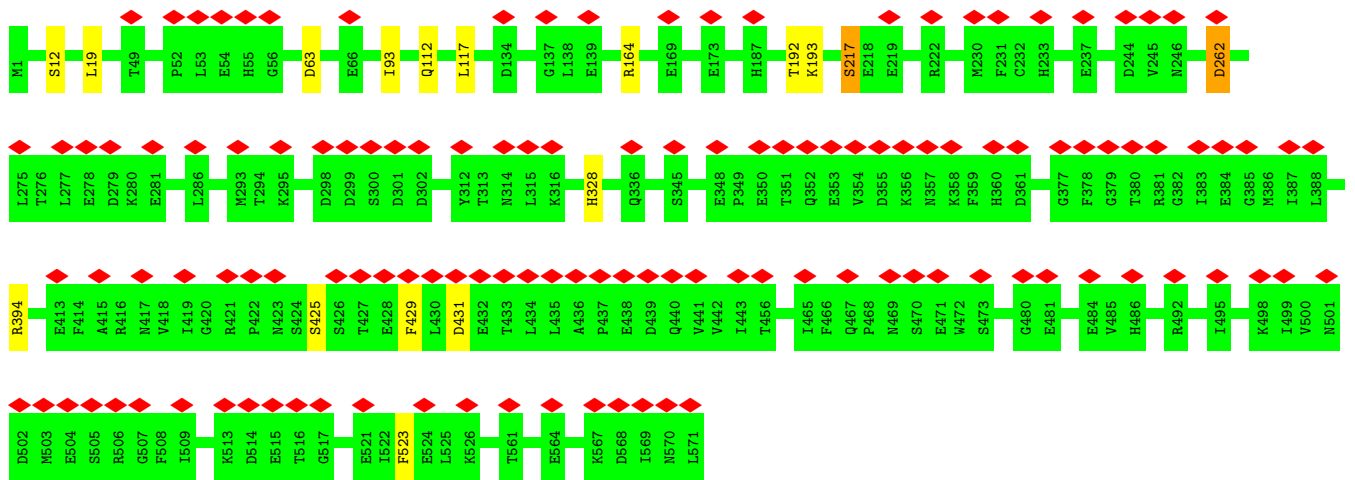 M1 S12 L19 T49 P52 L53 E54 H55 G56 D63 E66 I93 Q112 L117 D134 G137 L138 E139 R164 E169 E173 H187 T192 K193 S217 E218 E219 R222 M230 F231 C232 H233 E237 D244 V245 N246 D262
L275 T276 L277 E278 D279 K280 E281 L286 M293 T294 K295 D298 D299 S300 D301 D302 Y312 T313 N314 L315 K316 H328 Q336 S345 E348 P349 E350 T351 Q352 E353 V354 D355 K356 N357 K358 F359 H360 D361 G377 F378 G379 T380 R381 G382 I383 E384 G385 M386 I387 L388
R394 E413 F414 A415 R416 N417 V418 I419 G420 R421 P422 N423 S424 S425 S426 T427 E428 F429 L430 D431 E432 T433 L434 L435 A436 P437 E438 D439 Q440 V441 V442 I443 T456 I465 F466 Q467 P468 N469 S470 E471 W472 S473 G480 E481 E484 V485 H486 R492 I495 K498 I499 V500 N501
D502 M503 E504 S505 R506 G507 F508 I509 K513 D514 E515 T516 G517 E521 I522 F523 E524 L525 K526 T561 E564 K567 D568 I569 N570 L571